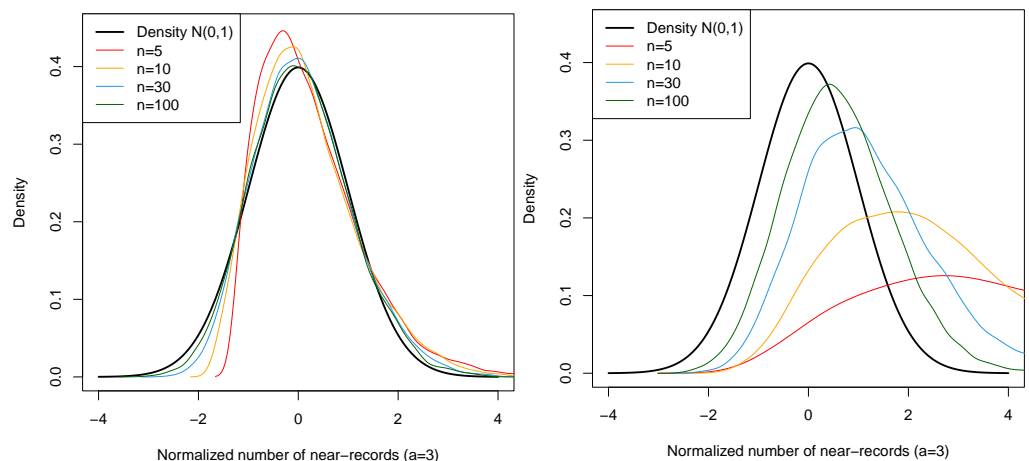 Density N(0,1)
n=5
n=10
n=30
n=100
Density
0.0
0.1
0.2
0.3
0.4
−4
−2
0
2
4
Normalized number of near−records (a=3)
Density N(0,1)
n=5
n=10
n=30
n=100
Density
0.0
0.1
0.2
0.3
0.4
−4
−2
0
2
4
Normalized number of near−records (a=3)